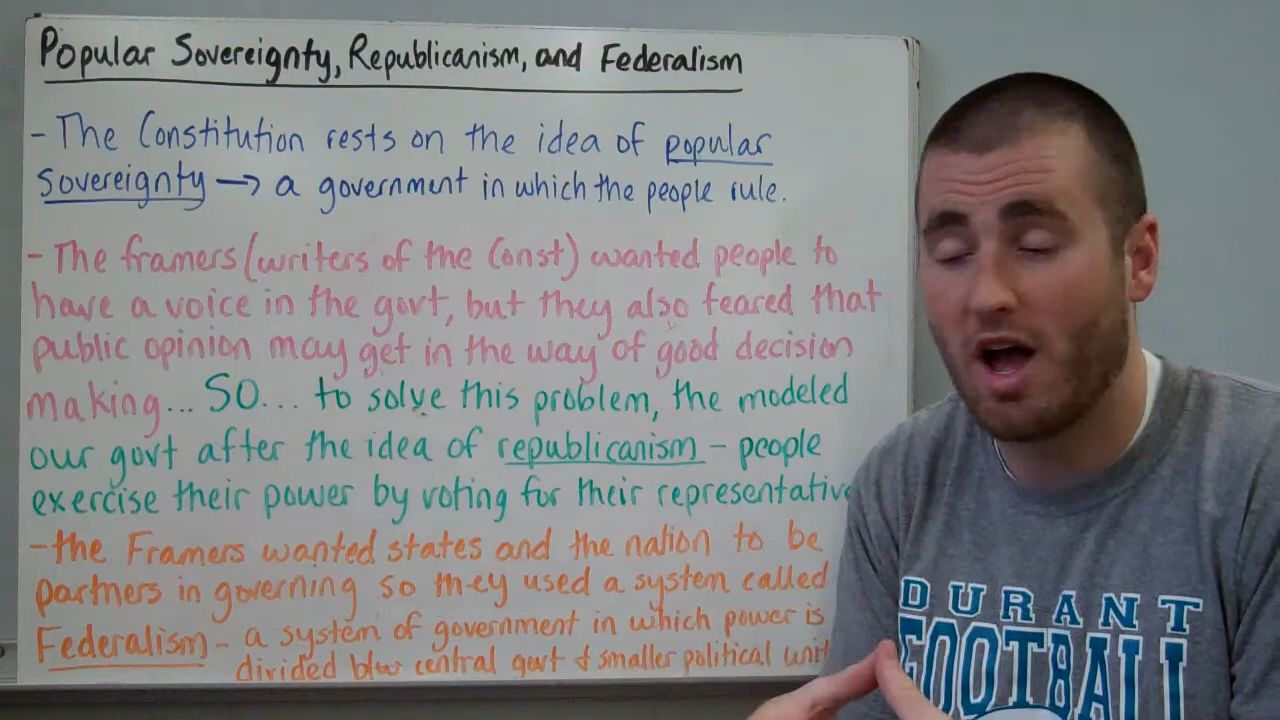 Popular Sovereignty, Republicanism, and Federalism
- The Constitution rests on the idea of popular
sovereignty → a government in which the people rule.
- The framers (writers of the Const) wanted people to
have a voice in the govt, but they also feared that
public opinion may get in the way of good decision
making... SO... to solve this problem, the modeled
our govt after the idea of republicanism - people
exercise their power by voting for their representative
- the Framers wanted states and the nation to be
partners in governing so they used a system called
Federalism - a system of government in which power is
divided btw central govt & smaller political unit
DURANT
FOOTBALL